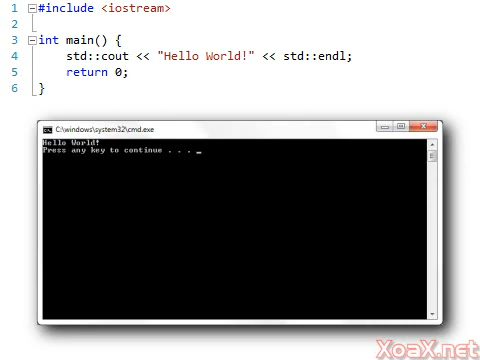 1 #include <iostream>
2
3 int main() {
4 std::cout << "Hello World!" << std::endl;
5 return 0;
6 }
C:\windows\system32\cmd.exe
Hello World!
Press any key to continue . . . _
XoaX.net